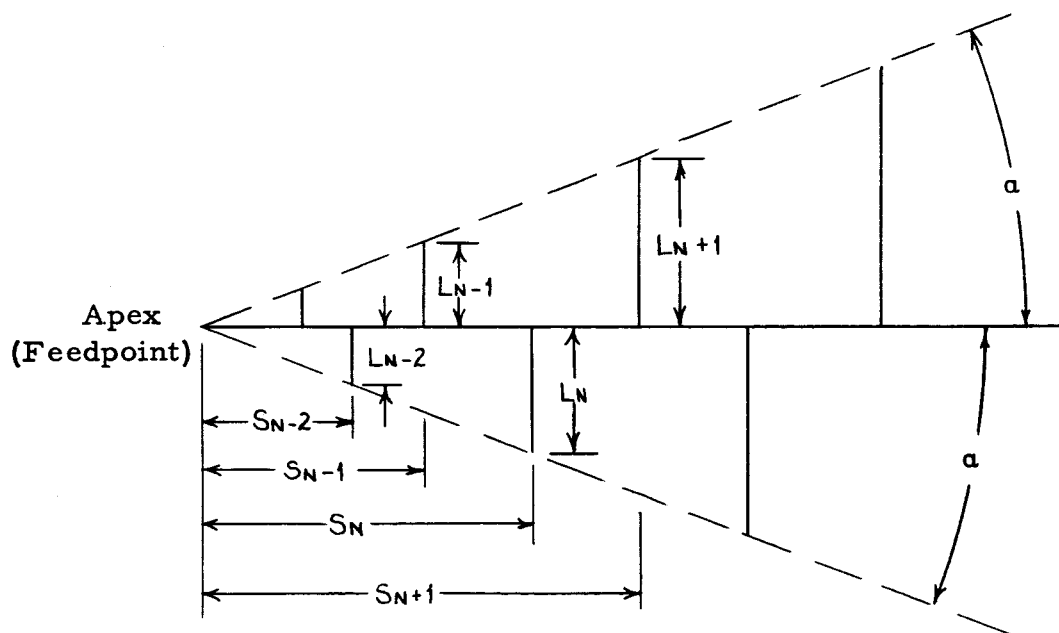 a
LN+1
LN-1
Apex
(Feedpoint)
LN-2
LN
SN-2
a
SN-1
SN
SN+1